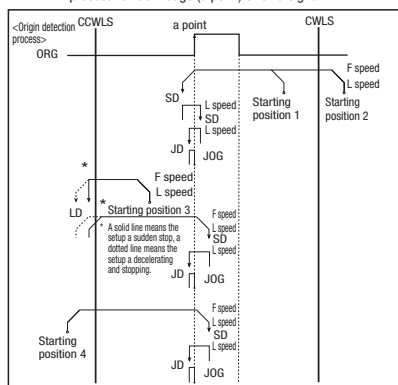 <Origin detection process>
CCWLS
a point
CWLS
ORG
F speed
L speed
SD
L speed
SD
Starting position 1
Starting position 2
L speed
JD
JOG
*
F speed
L speed
*
LD
Starting position 3
F speed
L speed
SD
* A solid line means the
setup a sudden stop, a
dotted line means the
setup a decelerating
and stopping.
L speed
JD
JOG
F speed
L speed
SD
Starting
position 4
L speed
JD
JOG